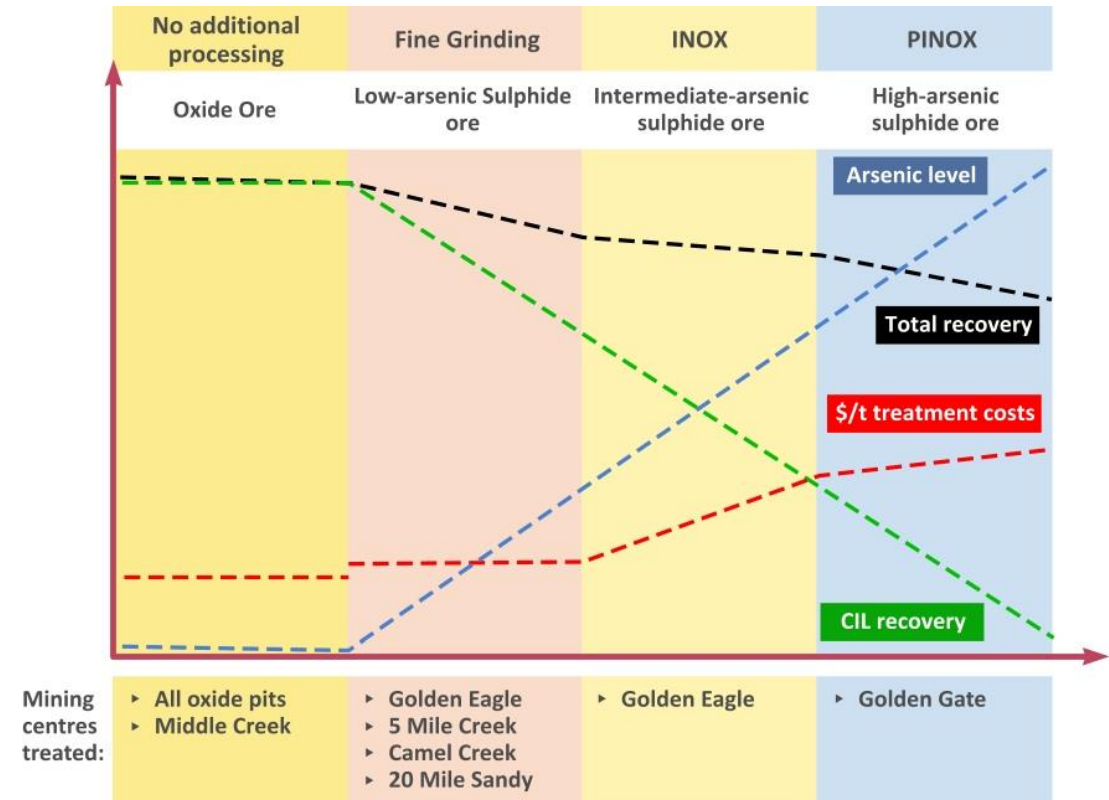 No additional
processing
Fine Grinding
INOX
PINOX
Oxide Ore
Low-arsenic Sulphide
ore
Intermediate-arsenic
sulphide ore
High-arsenic
sulphide ore
Arsenic level
Total recovery
$/t treatment costs
CIL recovery
Mining
centres
treated:
‣ All oxide pits
‣ Middle Creek
‣ Golden Eagle
‣ 5 Mile Creek
‣ Camel Creek
‣ 20 Mile Sandy
‣ Golden Eagle
‣ Golden Gate